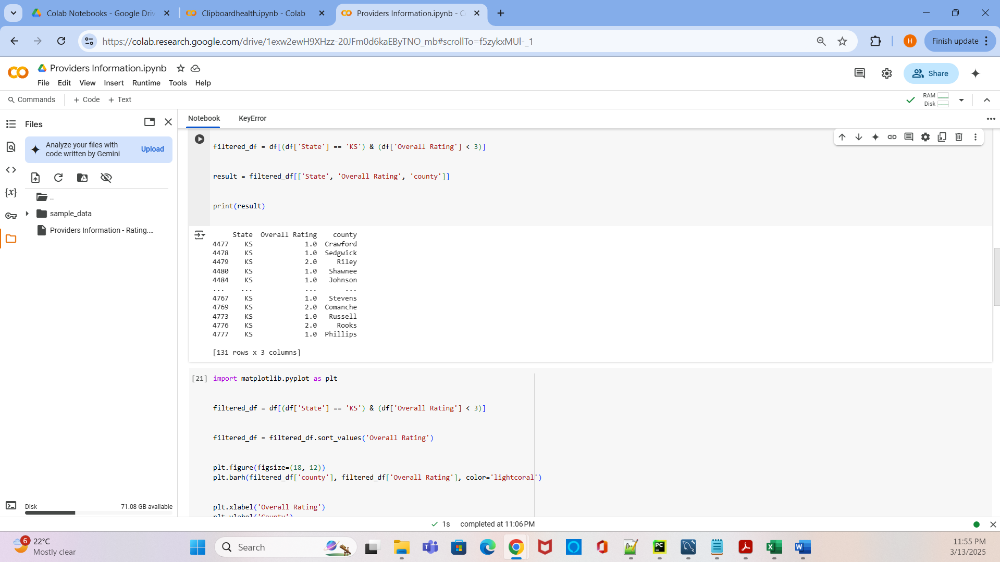 Colab Notebooks - Google Driv
Clipboardhealth.ipynb - Colab
Providers Information.ipynb - C
https://colab.research.google.com/drive/1exw2ewH9XHzz-20JFm0d6kaEByTNO_mb#scrollTo=f5zykxMUl-_1
H
Finish update
Providers Information.ipynb
File Edit View Insert Runtime Tools Help
Share
Commands + Code + Text
RAM
Disk
Files
Notebook KeyError
Analyze your files with
code written by Gemini
Upload
..
sample_data
Providers Information - Rating....
Disk 71.08 GB available
filtered_df = df[(df['State'] == 'KS') & (df['Overall Rating'] < 3)]
result = filtered_df[['State', 'Overall Rating', 'county']]
print(result)
State Overall Rating county
4477 KS 1.0 Crawford
4478 KS 1.0 Sedgwick
4479 KS 2.0 Riley
4480 KS 1.0 Shawnee
4484 KS 1.0 Johnson
... ... ... ...
4767 KS 1.0 Stevens
4769 KS 2.0 Comanche
4773 KS 1.0 Russell
4776 KS 2.0 Rooks
4777 KS 1.0 Phillips
[131 rows x 3 columns]
[21] import matplotlib.pyplot as plt
filtered_df = df[(df['State'] == 'KS') & (df['Overall Rating'] < 3)]
filtered_df = filtered_df.sort_values('Overall Rating')
plt.figure(figsize=(18, 12))
plt.barh(filtered_df['county'], filtered_df['Overall Rating'], color='lightcoral')
plt.xlabel('Overall Rating')
plt.ylabel('County')
1s completed at 11:06 PM
6
22°C
Mostly clear
Search
11:55 PM
3/13/2025